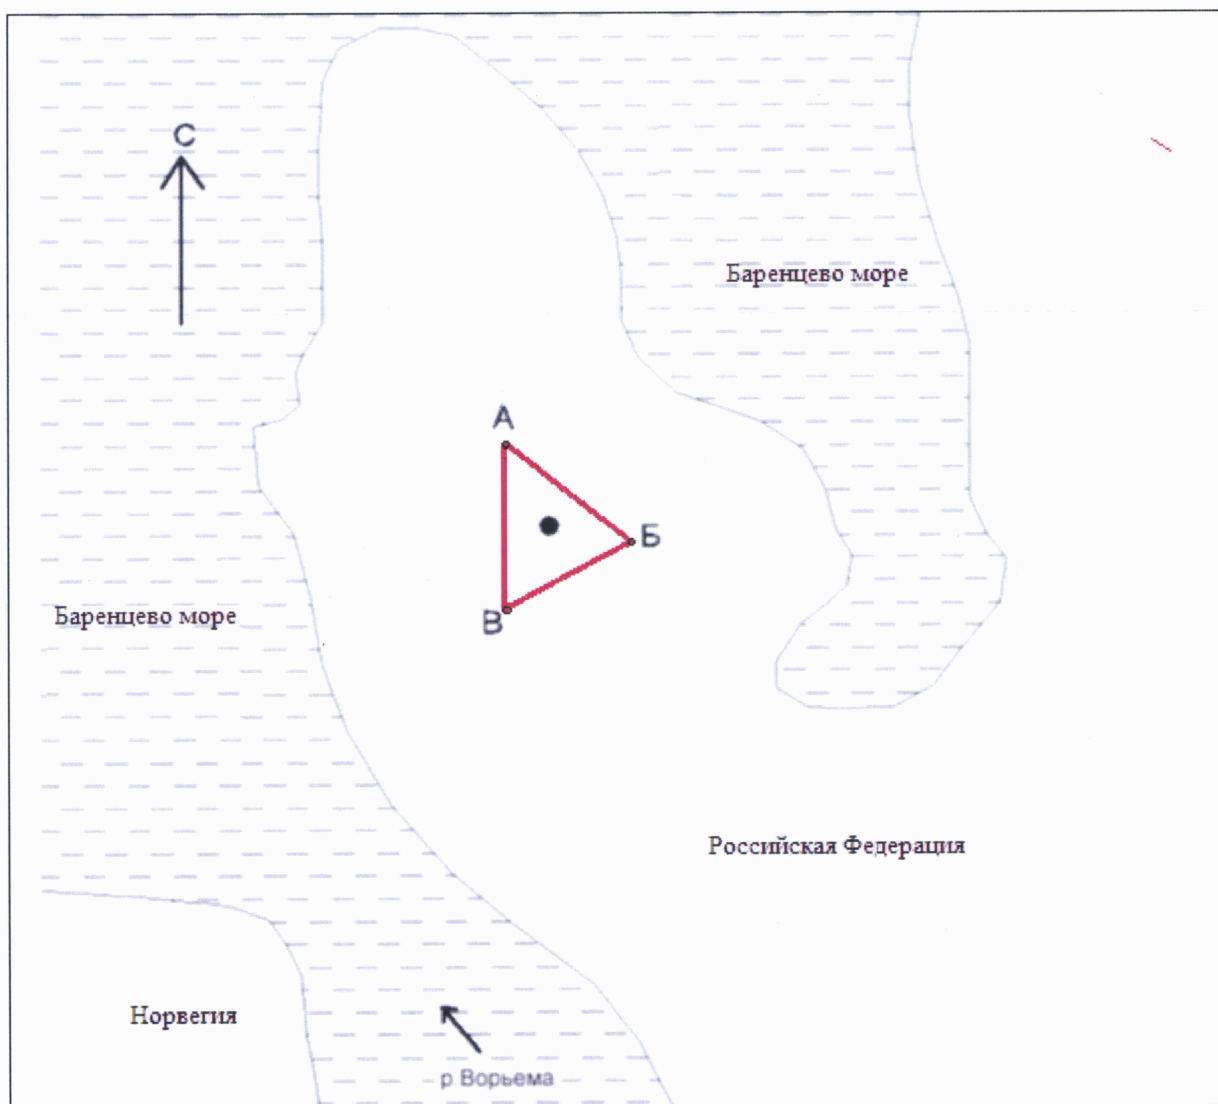 С
Баренцево море
А
Б
В
Баренцево море
Российская Федерация
Норвегия
р Ворьема